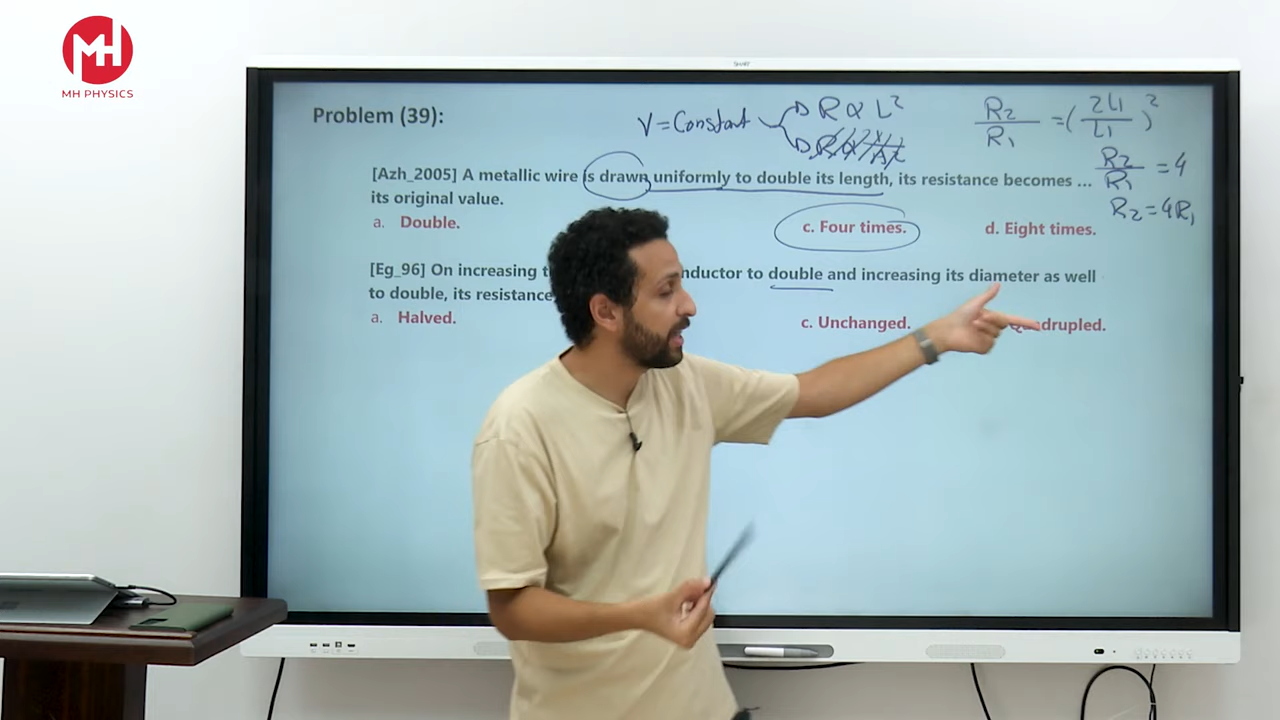 MH
MH PHYSICS
SMART
Problem (39):
V = Constant
R α L²
R₂/R₁ = (2L₁/L₁)²
R₂/R₁ = 4
R₂ = 4R₁
[Azh_2005] A metallic wire is drawn uniformly to double its length, its resistance becomes ...
its original value.
a. Double.
c. Four times.
d. Eight times.
[Eg_96] On increasing nductor to double and increasing its diameter as well
to double, its resistance
a. Halved.
c. Unchanged.
drupled.